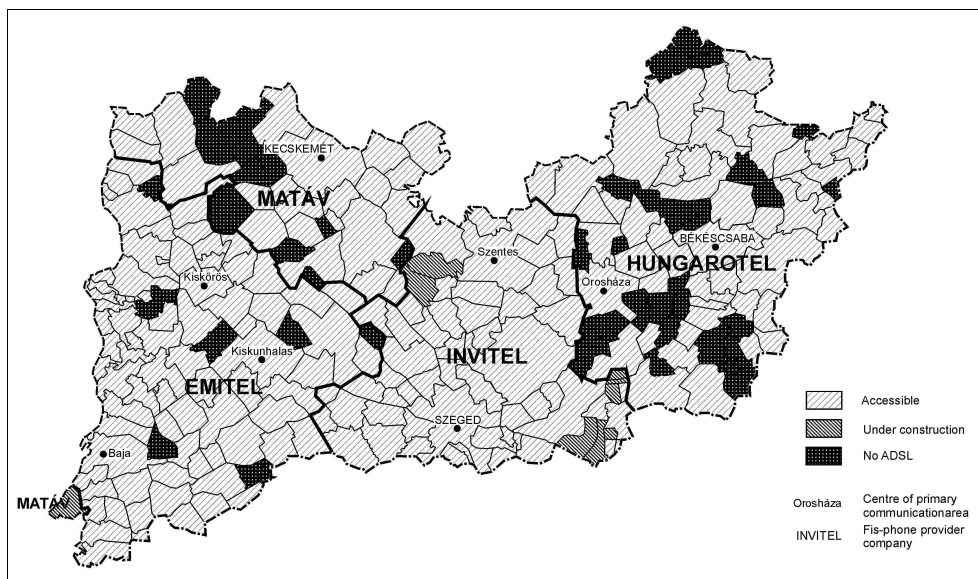 KECSKEMÉT
MATÁV
Szentes
BÉKÉSCSABA
HUNGAROTEL
Kiskőrös
Orosháza
Kiskunhalas
INVITEL
EMITEL
SZEGED
Baja
MATÁV
Accessible
Under construction
No ADSL
Orosháza
Centre of primary
communicationarea
INVITEL
Fis-phone provider
company